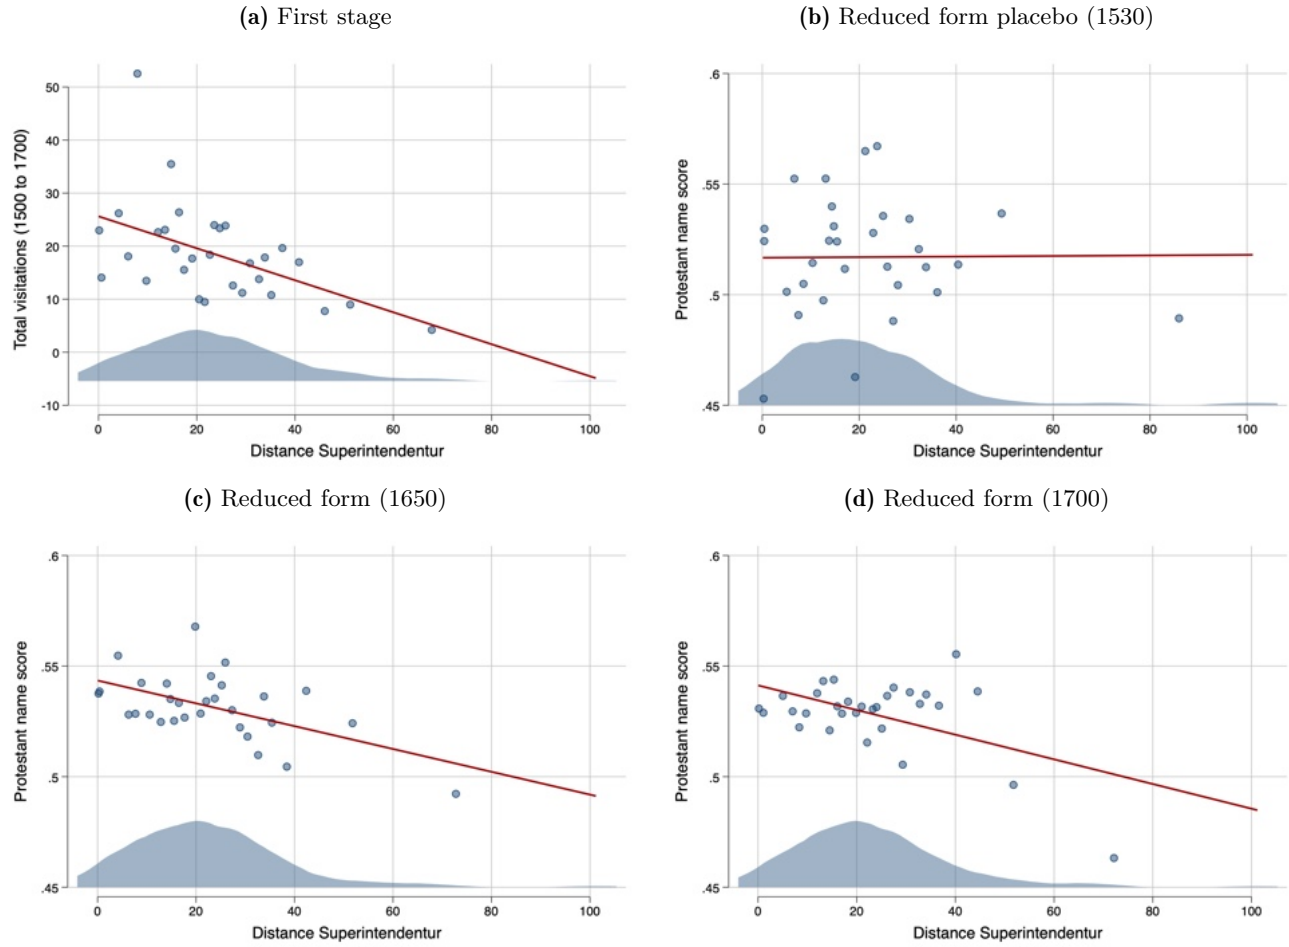 (a) First stage
50
40
30
20
10
0
-10
Total visitations (1500 to 1700)
0 20 40 60 80 100
Distance Superintendentur
(b) Reduced form placebo (1530)
.6
.55
.5
.45
Protestant name score
0 20 40 60 80 100
Distance Superintendentur
(c) Reduced form (1650)
.6
.55
.5
.45
Protestant name score
0 20 40 60 80 100
Distance Superintendentur
(d) Reduced form (1700)
.6
.55
.5
.45
Protestant name score
0 20 40 60 80 100
Distance Superintendentur